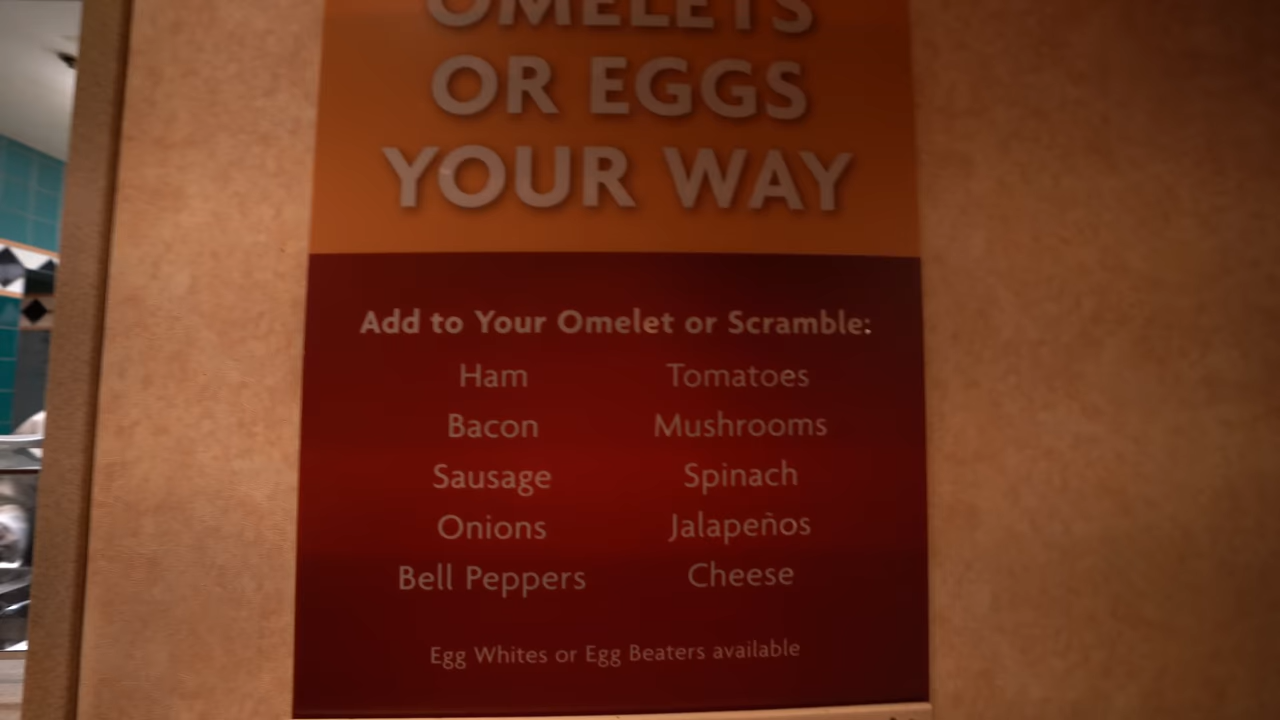 OMELETS
OR EGGS
YOUR WAY
Add to Your Omelet or Scramble:
Ham
Bacon
Sausage
Onions
Bell Peppers
Tomatoes
Mushrooms
Spinach
Jalapeños
Cheese
Egg Whites or Egg Beaters available